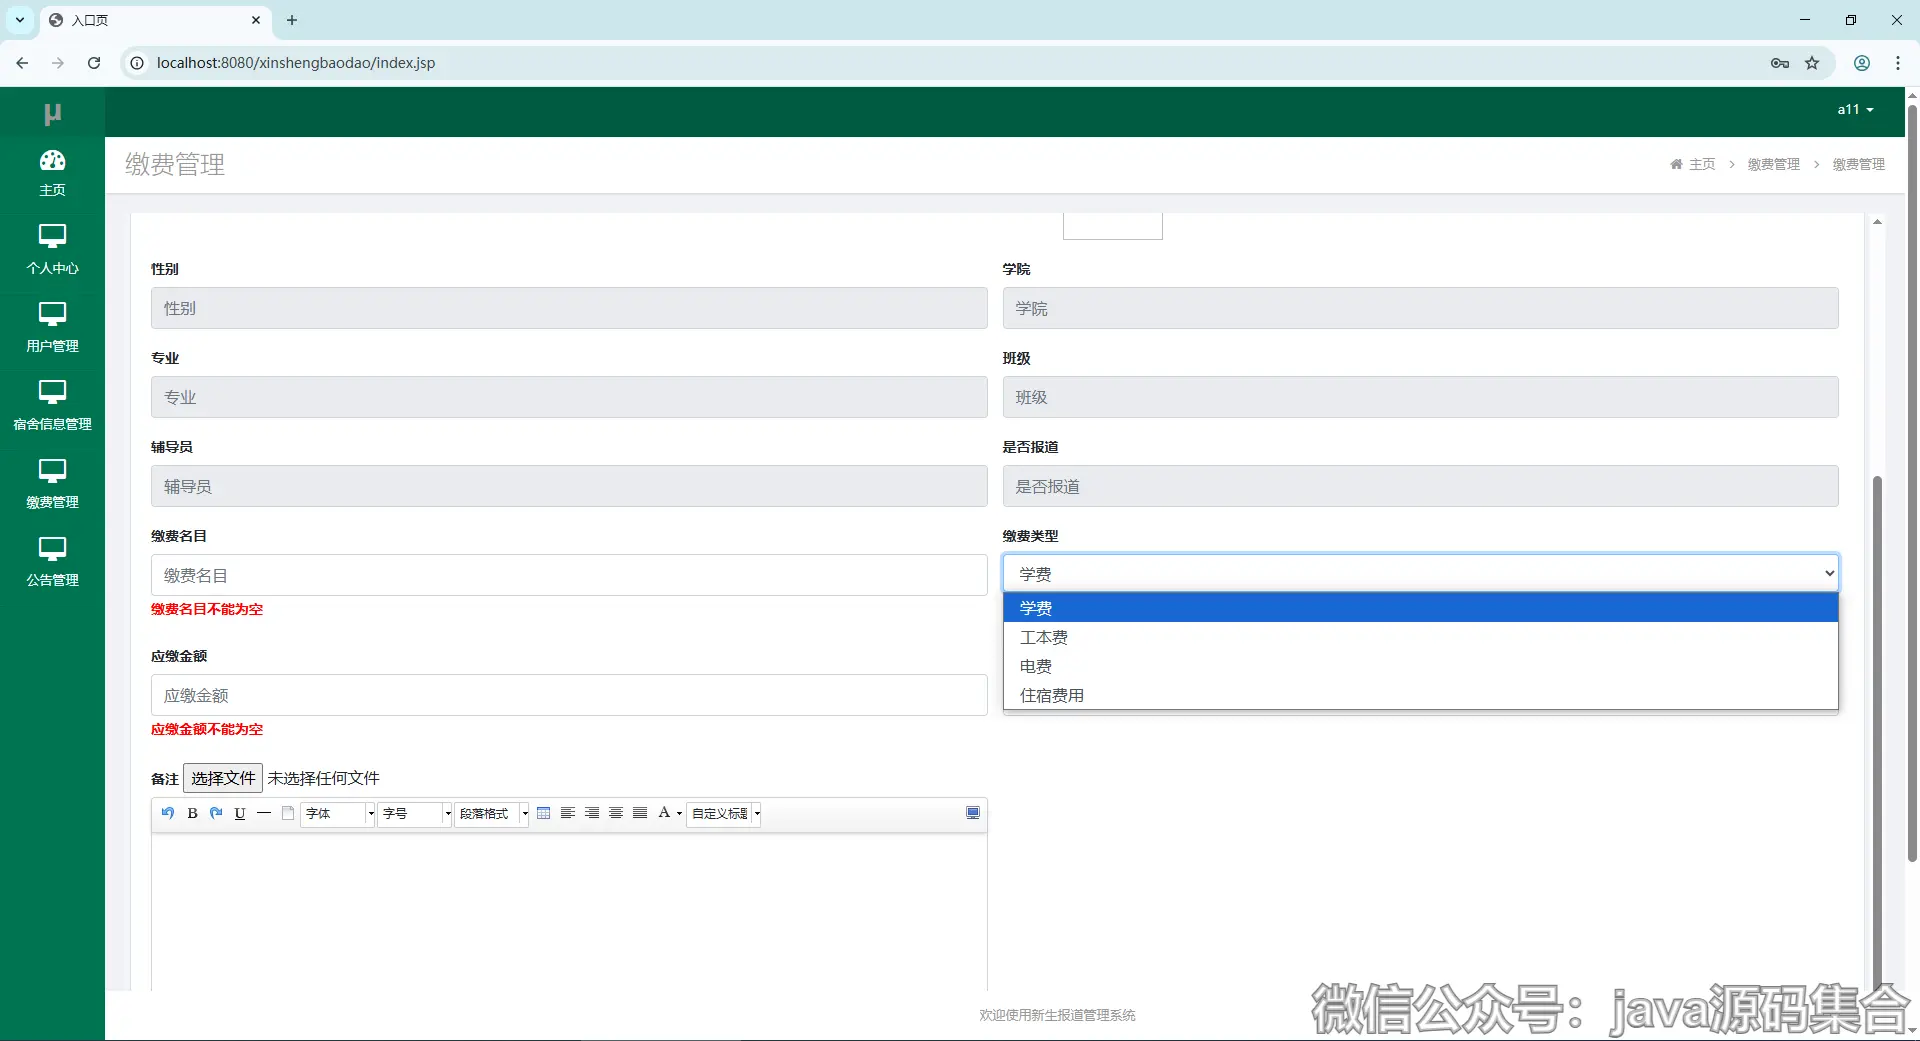 入口页
localhost:8080/xinshengbaodao/index.jsp
μ
a11
主页
个人中心
用户管理
宿舍信息管理
缴费管理
公告管理
缴费管理
主页 > 缴费管理 > 缴费管理
性别
学院
性别
学院
专业
班级
专业
班级
辅导员
是否报道
辅导员
是否报道
缴费名目
缴费类型
缴费名目
学费
缴费名目不能为空
学费
工本费
电费
住宿费用
应缴金额
应缴金额
应缴金额不能为空
备注 选择文件 未选择任何文件
B U 字体 字号 段落格式 A 自定义标题
欢迎使用新生报道管理系统
微信公众号：java源码集合